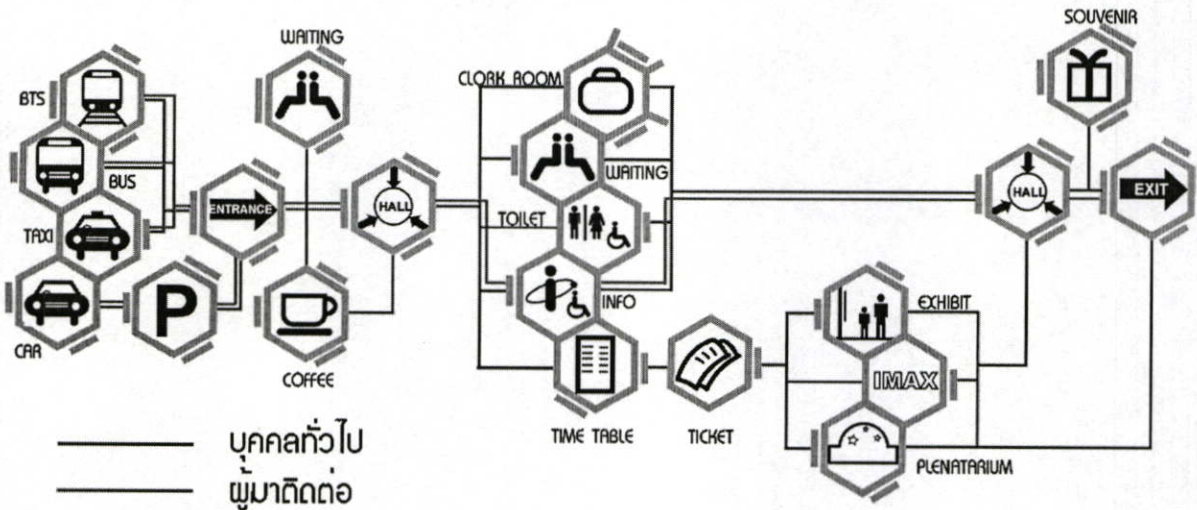 SOUVENIR
WAITING
CLORK ROOM
BTS
BUS
WAITING
ENTRANCE
HALL
HALL
EXIT
TAXI
TOILET
P
INFO
EXHIBIT
CAR
IMAX
COFFEE
TIME TABLE
TICKET
PLENATARIUM
บุคคลทั่วไป
ผู้มาติดต่อ